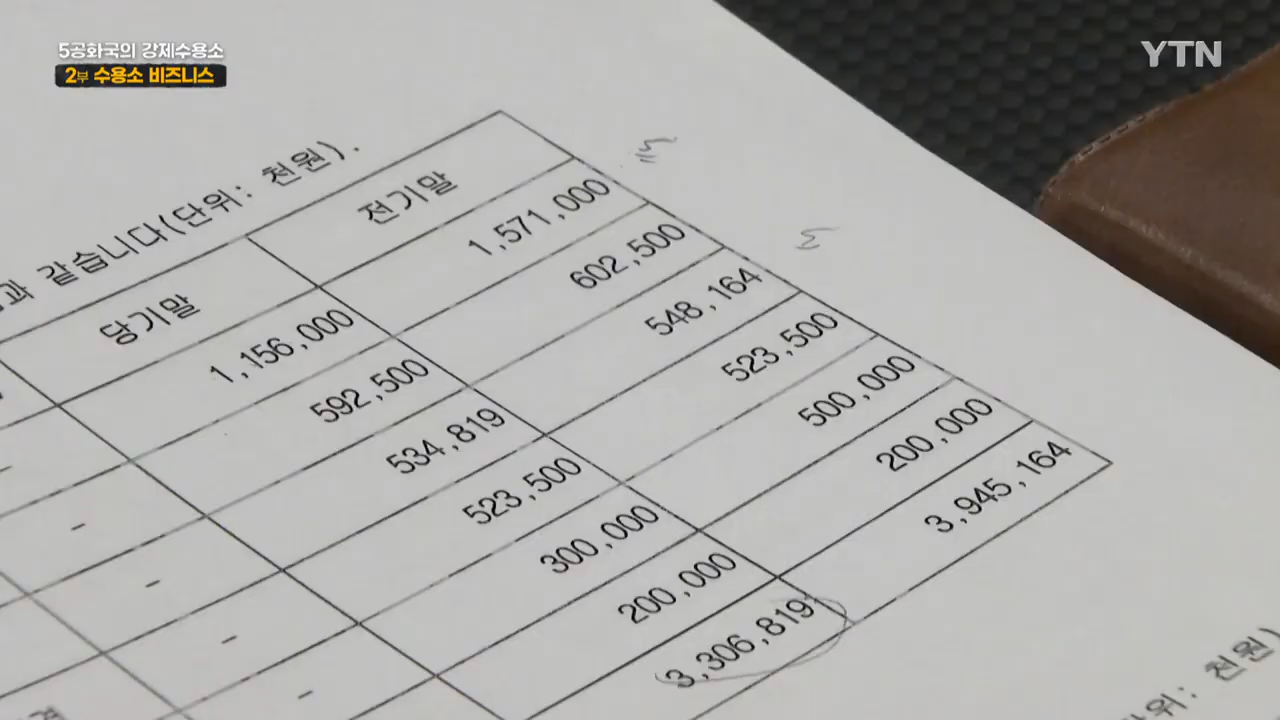 5공화국의 강제수용소
2부 수용소 비즈니스
YTN
같습니다(단위: 천원).
당기말 전기말
1,156,000 1,571,000
592,500 602,500
- 534,819 548,164
- 523,500 523,500
- 300,000 500,000
- 200,000 200,000
3,306,819 3,945,164
천원)